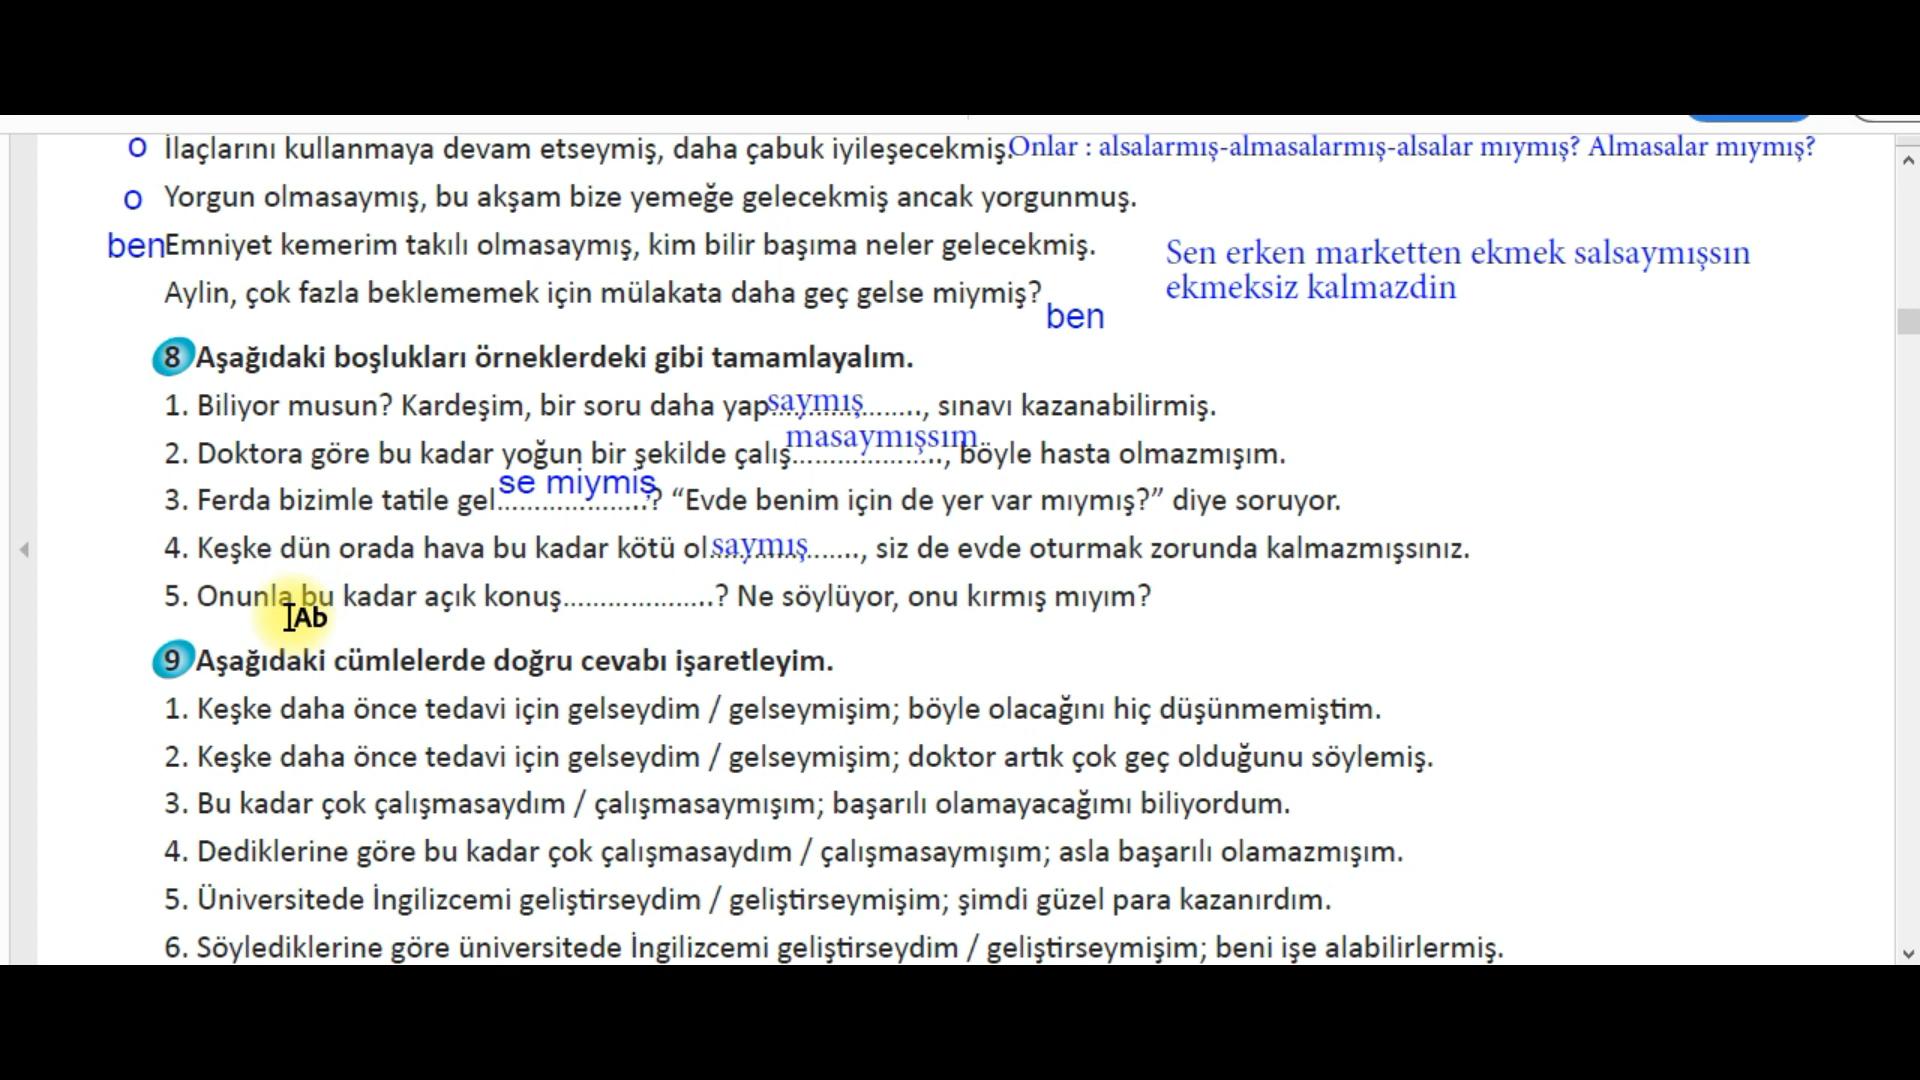 o İlaçlarını kullanmaya devam etseymiş, daha çabuk iyileşecekmiş. Onlar : alsalarmış-almasalarmış-alsalar mıymış? Almasalar mıymış?
o Yorgun olmasaymış, bu akşam bize yemeğe gelecekmiş ancak yorgunmuş.
ben Emniyet kemerim takılı olmasaymış, kim bilir başıma neler gelecekmiş.
Sen erken marketten ekmek salsaymışsın
ekmeksiz kalmazdin
Aylin, çok fazla beklememek için mülakata daha geç gelse miymiş?
ben
8 Aşağıdaki boşlukları örneklerdeki gibi tamamlayalım.
1. Biliyor musun? Kardeşim, bir soru daha yap saymış...................., sınavı kazanabilirmiş.
masaymışsım
2. Doktora göre bu kadar yoğun bir şekilde çalış...................., böyle hasta olmazmışım.
se miymiş
3. Ferda bizimle tatile gel....................? “Evde benim için de yer var mıymış?” diye soruyor.
4. Keşke dün orada hava bu kadar kötü ol saymış...................., siz de evde oturmak zorunda kalmazmışsınız.
5. Onunla bu kadar açık konuş....................? Ne söylüyor, onu kırmış mıyım?
Ab
9 Aşağıdaki cümlelerde doğru cevabı işaretleyim.
1. Keşke daha önce tedavi için gelseydim / gelseymişim; böyle olacağını hiç düşünmemiştim.
2. Keşke daha önce tedavi için gelseydim / gelseymişim; doktor artık çok geç olduğunu söylemiş.
3. Bu kadar çok çalışmasaydım / çalışmasaymışım; başarılı olamayacağımı biliyordum.
4. Dediklerine göre bu kadar çok çalışmasaydım / çalışmasaymışım; asla başarılı olamazmışım.
5. Üniversitede İngilizcemi geliştirseydim / geliştirseymişim; şimdi güzel para kazanırdım.
6. Söylediklerine göre üniversitede İngilizcemi geliştirseydim / geliştirseymişim; beni işe alabilirlermiş.